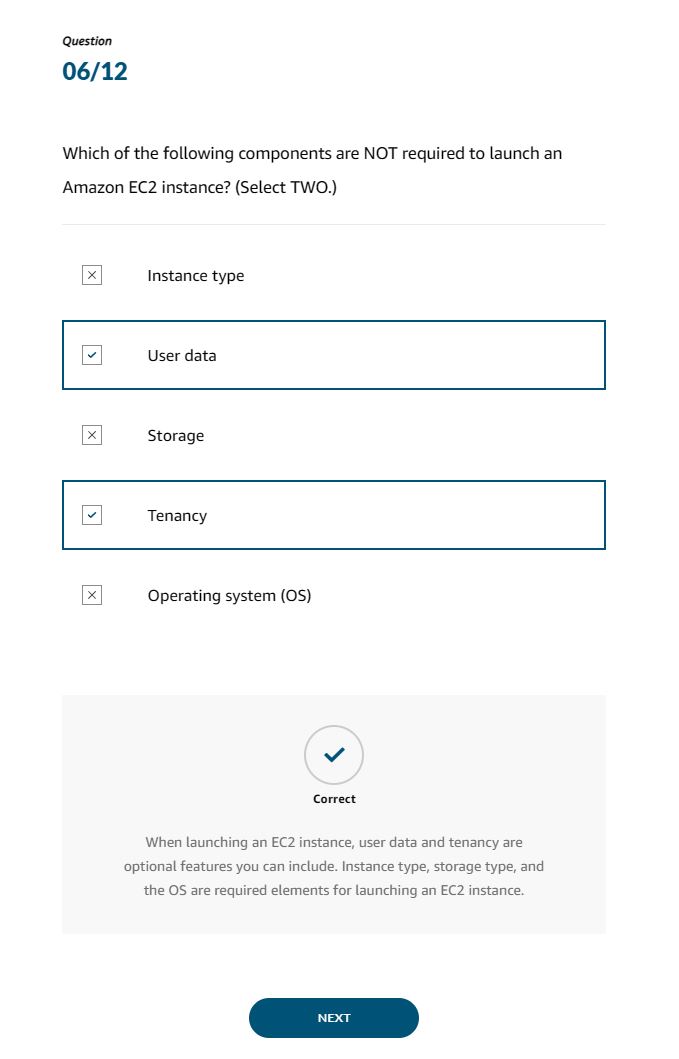 Question
06/12
Which of the following components are NOT required to launch an
Amazon EC2 instance? (Select TWO.)
Instance type
User data
Storage
Tenancy
Operating system (OS)
Correct
When launching an EC2 instance, user data and tenancy are
optional features you can include. Instance type, storage type, and
the OS are required elements for launching an EC2 instance.
NEXT